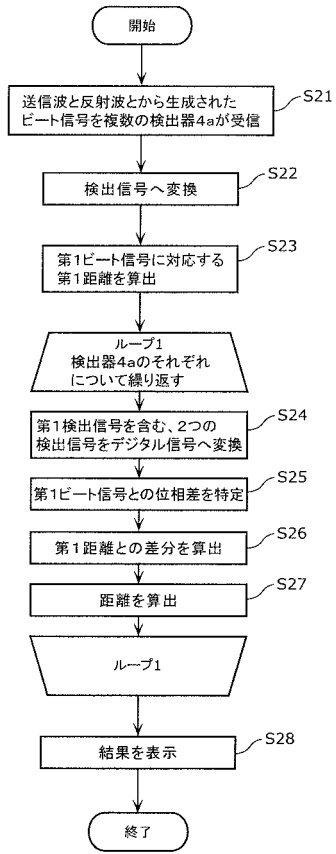 開始
S21
送信波と反射波とから生成された
ビート信号を複数の検出器4aが受信
S22
検出信号へ変換
S23
第1ビート信号に対応する
第1距離を算出
ループ1
検出器4aのそれぞれ
について繰り返す
S24
第1検出信号を含む、2つの
検出信号をデジタル信号へ変換
S25
第1ビート信号との位相差を特定
S26
第1距離との差分を算出
S27
距離を算出
ループ1
S28
結果を表示
終了